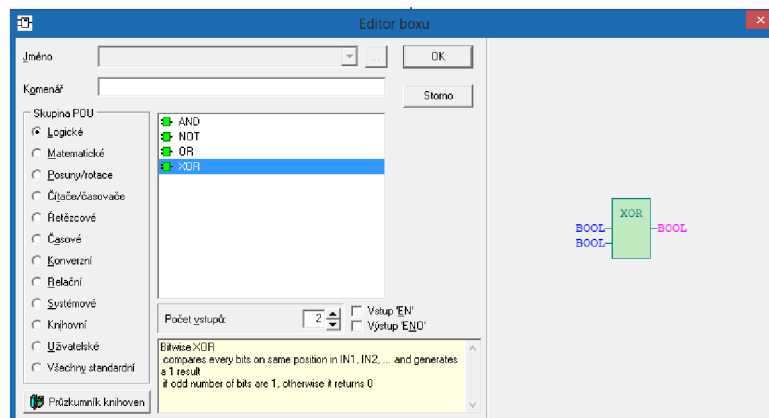 Editor boxu
Jméno
...
OK
Komenář
Storno
Skupina POU
Logické
Matematické
Posuny/rotace
Čítače/časovače
Řetězcové
Časové
Konverzní
Relační
Systémové
Knihovní
Uživatelské
Všechny standardní
Průzkumník knihoven
AND
NOT
OR
XOR
Počet vstupů:
2
Vstup 'EN'
Výstup 'ENO'
Bitwise XOR
compares every bits on same position in IN1, IN2, ... and generates
a 1 result
if odd number of bits are 1, otherwise it returns 0
XOR
BOOL
BOOL
BOOL